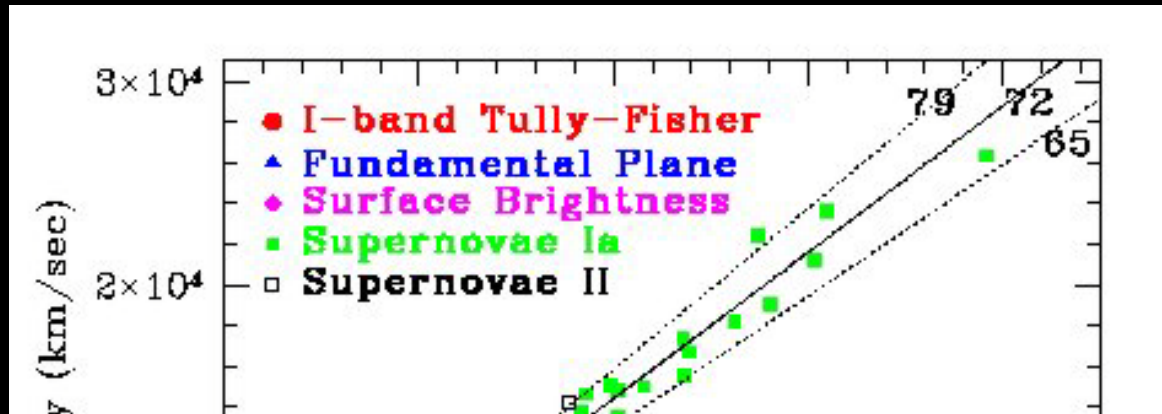 3×10⁴
79 72
65
I-band Tully-Fisher
Fundamental Plane
Surface Brightness
Supernovae Ia
2×10⁴
Supernovae II
(km/sec)